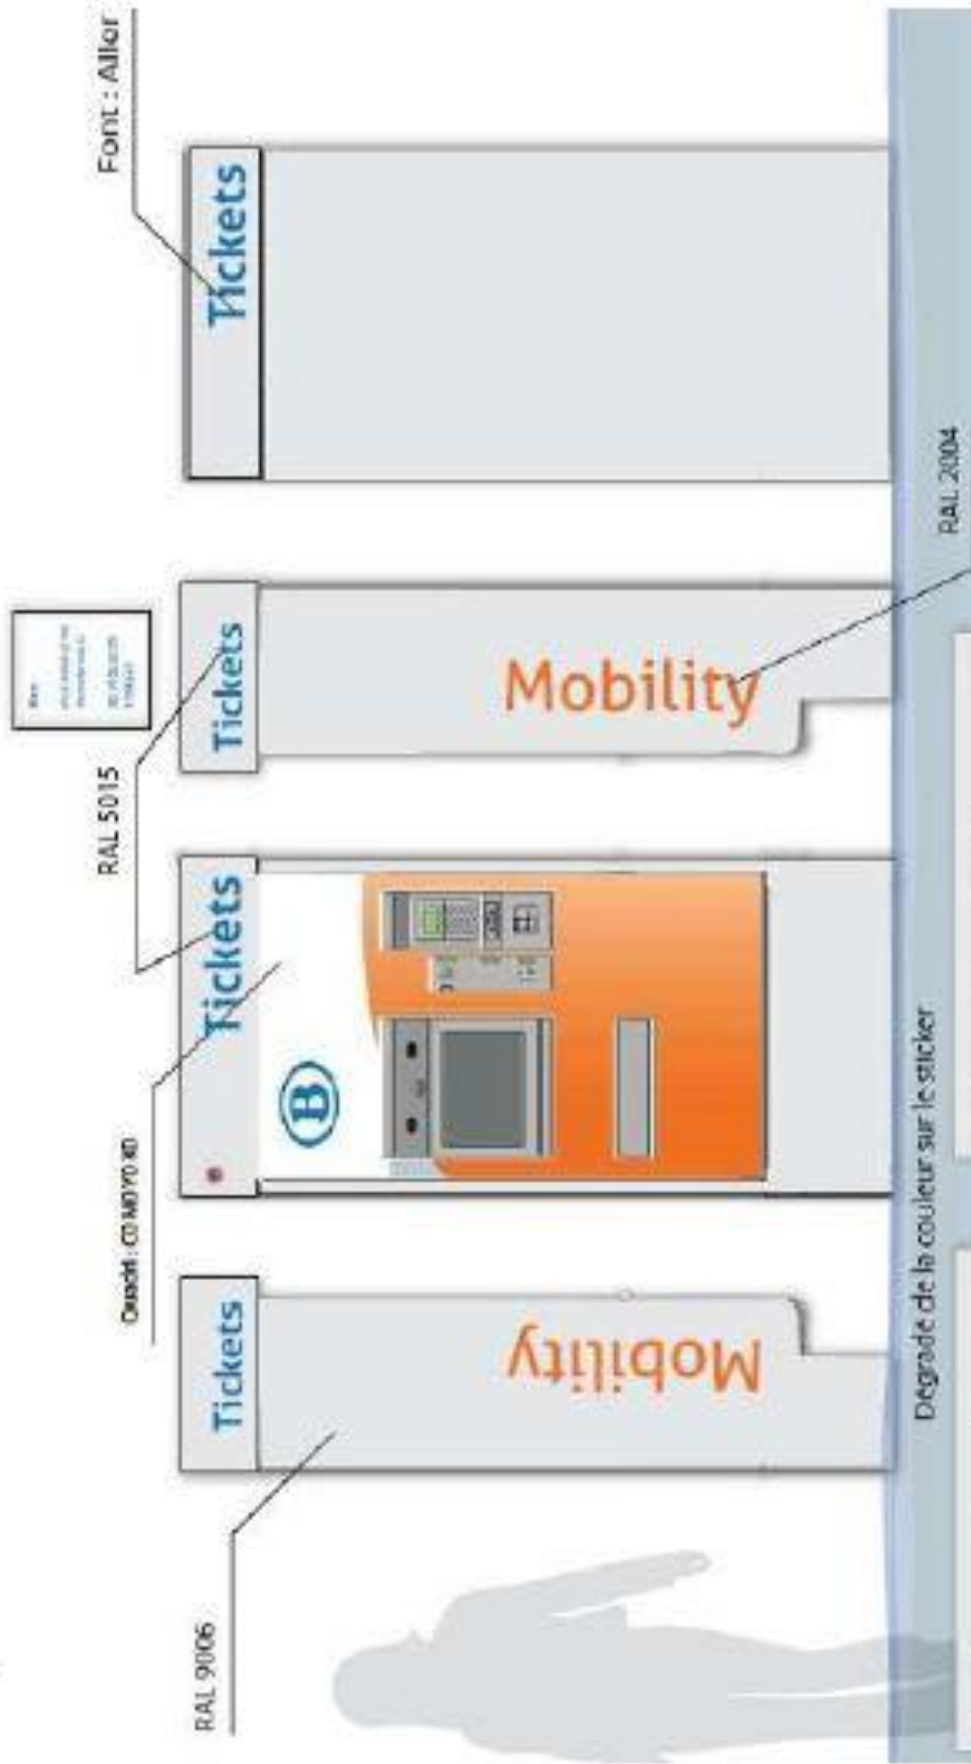 RAL 9006
Quadri : C0 M0 Y0 K0
RAL 5015
Font : Aller
Tickets
Tickets
Tickets
Tickets
B
Mobility
Mobility
Dégradé de la couleur sur le sticker
RAL 2004